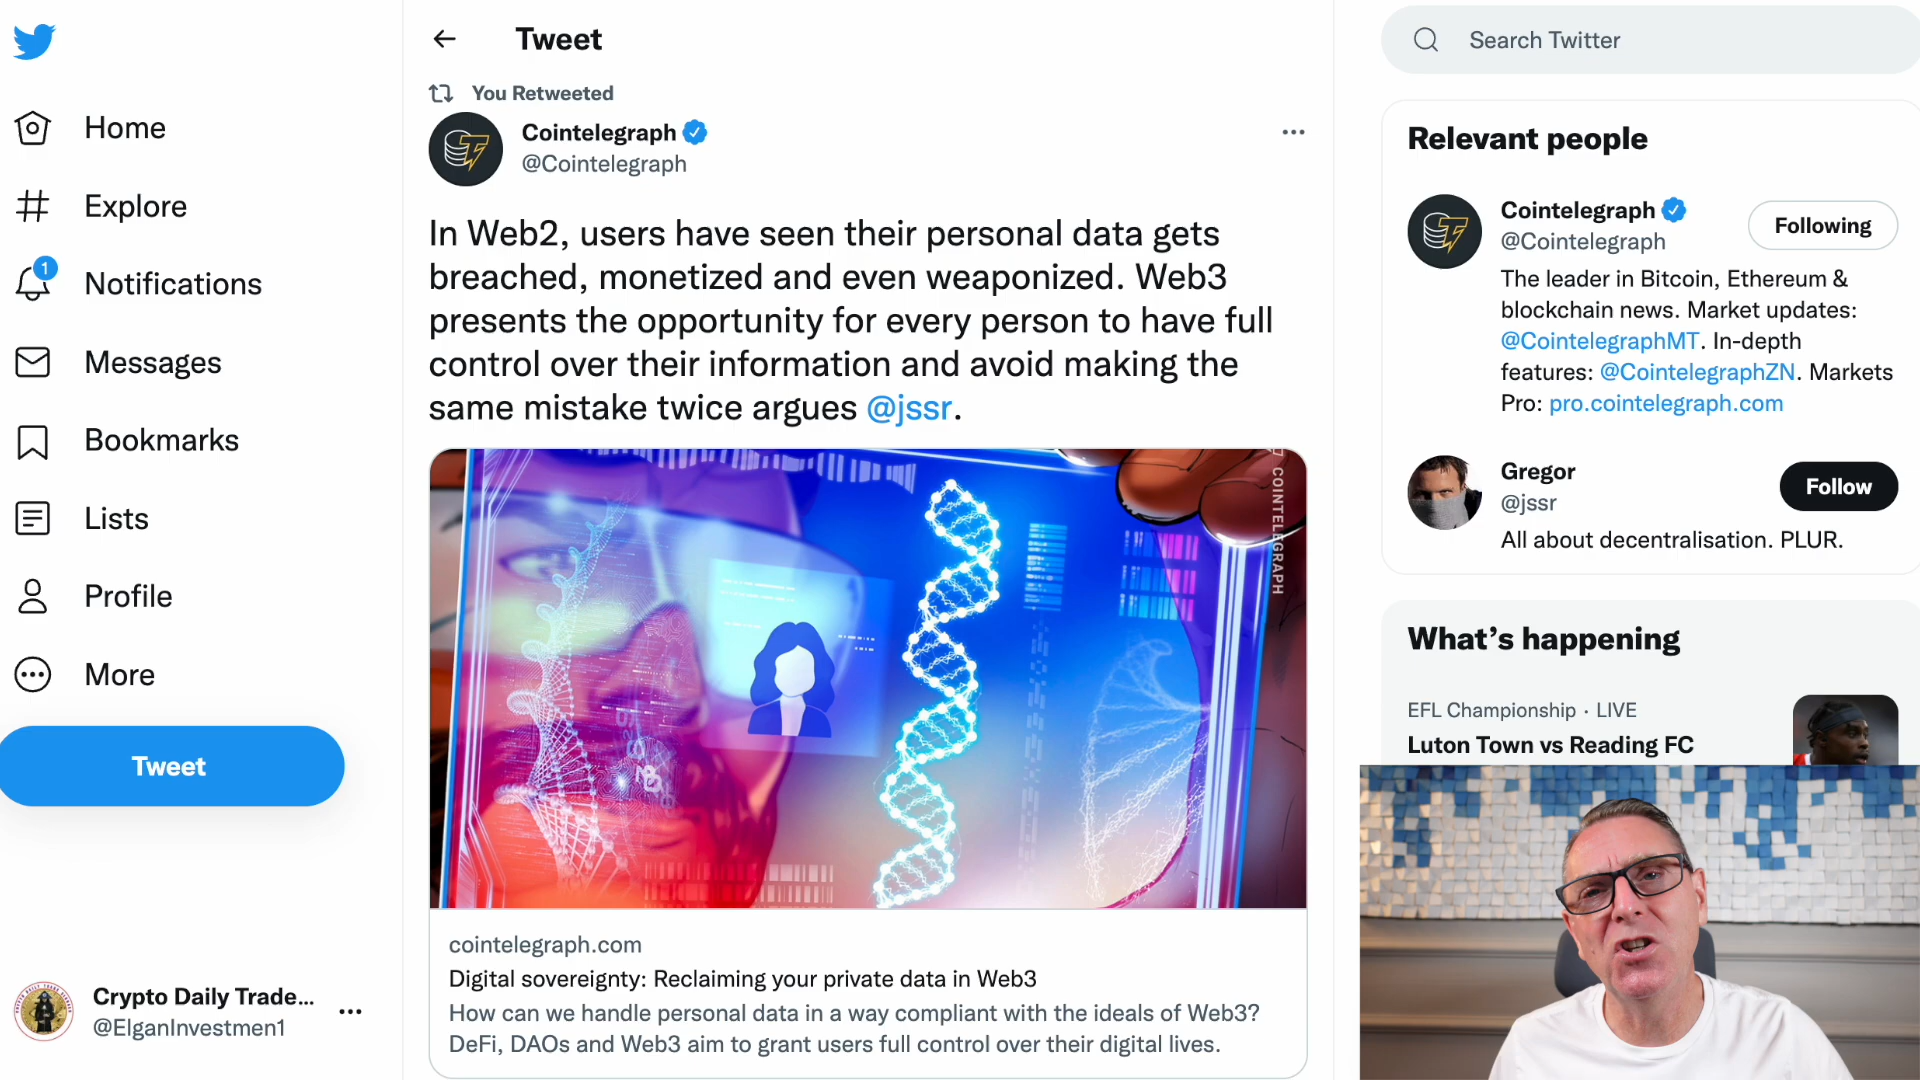 Home
Explore
1
Notifications
Messages
Bookmarks
Lists
Profile
More
Tweet
Crypto Daily Trade...
@ElganInvestmen1
Tweet
You Retweeted
Cointelegraph
@Cointelegraph
In Web2, users have seen their personal data gets
breached, monetized and even weaponized. Web3
presents the opportunity for every person to have full
control over their information and avoid making the
same mistake twice argues @jssr.
COINTELEGRAPH
cointelegraph.com
Digital sovereignty: Reclaiming your private data in Web3
How can we handle personal data in a way compliant with the ideals of Web3?
DeFi, DAOs and Web3 aim to grant users full control over their digital lives.
Search Twitter
Relevant people
Cointelegraph
@Cointelegraph
Following
The leader in Bitcoin, Ethereum &
blockchain news. Market updates:
@CointelegraphMT. In-depth
features: @CointelegraphZN. Markets
Pro: pro.cointelegraph.com
Gregor
@jssr
Follow
All about decentralisation. PLUR.
What's happening
EFL Championship · LIVE
Luton Town vs Reading FC